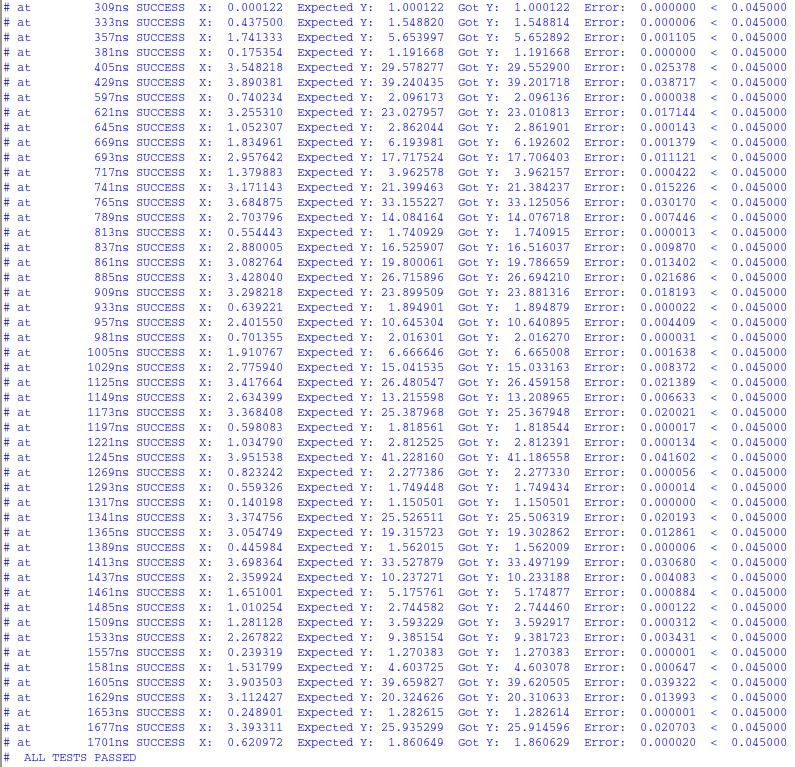 # at 309ns SUCCESS X: 0.000122 Expected Y: 1.000122 Got Y: 1.000122 Error: 0.000000 < 0.045000
# at 333ns SUCCESS X: 0.437500 Expected Y: 1.548820 Got Y: 1.548814 Error: 0.000006 < 0.045000
# at 357ns SUCCESS X: 1.741333 Expected Y: 5.653997 Got Y: 5.652892 Error: 0.001105 < 0.045000
# at 381ns SUCCESS X: 0.175354 Expected Y: 1.191668 Got Y: 1.191668 Error: 0.000000 < 0.045000
# at 405ns SUCCESS X: 3.548218 Expected Y: 29.578277 Got Y: 29.552900 Error: 0.025378 < 0.045000
# at 429ns SUCCESS X: 3.890381 Expected Y: 39.240435 Got Y: 39.201718 Error: 0.038717 < 0.045000
# at 597ns SUCCESS X: 0.740234 Expected Y: 2.096173 Got Y: 2.096136 Error: 0.000038 < 0.045000
# at 621ns SUCCESS X: 3.255310 Expected Y: 23.027957 Got Y: 23.010813 Error: 0.017144 < 0.045000
# at 645ns SUCCESS X: 1.052307 Expected Y: 2.862044 Got Y: 2.861901 Error: 0.000143 < 0.045000
# at 669ns SUCCESS X: 1.834961 Expected Y: 6.193981 Got Y: 6.192602 Error: 0.001379 < 0.045000
# at 693ns SUCCESS X: 2.957642 Expected Y: 17.717524 Got Y: 17.706403 Error: 0.011121 < 0.045000
# at 717ns SUCCESS X: 1.379883 Expected Y: 3.962578 Got Y: 3.962157 Error: 0.000422 < 0.045000
# at 741ns SUCCESS X: 3.171143 Expected Y: 21.399463 Got Y: 21.384237 Error: 0.015226 < 0.045000
# at 765ns SUCCESS X: 3.684875 Expected Y: 33.155227 Got Y: 33.125056 Error: 0.030170 < 0.045000
# at 789ns SUCCESS X: 2.703796 Expected Y: 14.084164 Got Y: 14.076718 Error: 0.007446 < 0.045000
# at 813ns SUCCESS X: 0.554443 Expected Y: 1.740929 Got Y: 1.740915 Error: 0.000013 < 0.045000
# at 837ns SUCCESS X: 2.880005 Expected Y: 16.525907 Got Y: 16.516037 Error: 0.009870 < 0.045000
# at 861ns SUCCESS X: 3.082764 Expected Y: 19.800061 Got Y: 19.786659 Error: 0.013402 < 0.045000
# at 885ns SUCCESS X: 3.428040 Expected Y: 26.715896 Got Y: 26.694210 Error: 0.021686 < 0.045000
# at 909ns SUCCESS X: 3.298218 Expected Y: 23.899509 Got Y: 23.881316 Error: 0.018193 < 0.045000
# at 933ns SUCCESS X: 0.639221 Expected Y: 1.894901 Got Y: 1.894879 Error: 0.000022 < 0.045000
# at 957ns SUCCESS X: 2.401550 Expected Y: 10.645304 Got Y: 10.640895 Error: 0.004409 < 0.045000
# at 981ns SUCCESS X: 0.701355 Expected Y: 2.016301 Got Y: 2.016270 Error: 0.000031 < 0.045000
# at 1005ns SUCCESS X: 1.910767 Expected Y: 6.666646 Got Y: 6.665008 Error: 0.001638 < 0.045000
# at 1029ns SUCCESS X: 2.775940 Expected Y: 15.041535 Got Y: 15.033163 Error: 0.008372 < 0.045000
# at 1125ns SUCCESS X: 3.417664 Expected Y: 26.480547 Got Y: 26.459158 Error: 0.021389 < 0.045000
# at 1149ns SUCCESS X: 2.634399 Expected Y: 13.215598 Got Y: 13.208965 Error: 0.006633 < 0.045000
# at 1173ns SUCCESS X: 3.368408 Expected Y: 25.387968 Got Y: 25.367948 Error: 0.020021 < 0.045000
# at 1197ns SUCCESS X: 0.598083 Expected Y: 1.818561 Got Y: 1.818544 Error: 0.000017 < 0.045000
# at 1221ns SUCCESS X: 1.034790 Expected Y: 2.812525 Got Y: 2.812391 Error: 0.000134 < 0.045000
# at 1245ns SUCCESS X: 3.951538 Expected Y: 41.228160 Got Y: 41.186558 Error: 0.041602 < 0.045000
# at 1269ns SUCCESS X: 0.823242 Expected Y: 2.277386 Got Y: 2.277330 Error: 0.000056 < 0.045000
# at 1293ns SUCCESS X: 0.559326 Expected Y: 1.749448 Got Y: 1.749434 Error: 0.000014 < 0.045000
# at 1317ns SUCCESS X: 0.140198 Expected Y: 1.150501 Got Y: 1.150501 Error: 0.000000 < 0.045000
# at 1341ns SUCCESS X: 3.374756 Expected Y: 25.526511 Got Y: 25.506319 Error: 0.020193 < 0.045000
# at 1365ns SUCCESS X: 3.054749 Expected Y: 19.315723 Got Y: 19.302862 Error: 0.012861 < 0.045000
# at 1389ns SUCCESS X: 0.445984 Expected Y: 1.562015 Got Y: 1.562009 Error: 0.000006 < 0.045000
# at 1413ns SUCCESS X: 3.698364 Expected Y: 33.527879 Got Y: 33.497199 Error: 0.030680 < 0.045000
# at 1437ns SUCCESS X: 2.359924 Expected Y: 10.237271 Got Y: 10.233188 Error: 0.004083 < 0.045000
# at 1461ns SUCCESS X: 1.651001 Expected Y: 5.175761 Got Y: 5.174877 Error: 0.000884 < 0.045000
# at 1485ns SUCCESS X: 1.010254 Expected Y: 2.744582 Got Y: 2.744460 Error: 0.000122 < 0.045000
# at 1509ns SUCCESS X: 1.281128 Expected Y: 3.593229 Got Y: 3.592917 Error: 0.000312 < 0.045000
# at 1533ns SUCCESS X: 2.267822 Expected Y: 9.385154 Got Y: 9.381723 Error: 0.003431 < 0.045000
# at 1557ns SUCCESS X: 0.239319 Expected Y: 1.270383 Got Y: 1.270383 Error: 0.000001 < 0.045000
# at 1581ns SUCCESS X: 1.531799 Expected Y: 4.603725 Got Y: 4.603078 Error: 0.000647 < 0.045000
# at 1605ns SUCCESS X: 3.903503 Expected Y: 39.659827 Got Y: 39.620505 Error: 0.039322 < 0.045000
# at 1629ns SUCCESS X: 3.112427 Expected Y: 20.324626 Got Y: 20.310633 Error: 0.013993 < 0.045000
# at 1653ns SUCCESS X: 0.248901 Expected Y: 1.282615 Got Y: 1.282614 Error: 0.000001 < 0.045000
# at 1677ns SUCCESS X: 3.393311 Expected Y: 25.935299 Got Y: 25.914596 Error: 0.020703 < 0.045000
# at 1701ns SUCCESS X: 0.620972 Expected Y: 1.860649 Got Y: 1.860629 Error: 0.000020 < 0.045000
# ALL TESTS PASSED